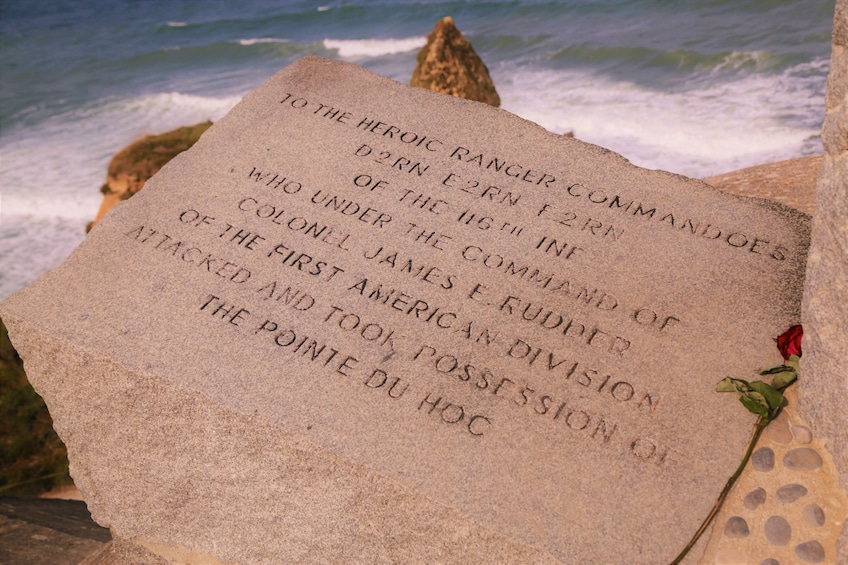 TO THE HEROIC RANGER COMMANDOES
D2RN E2RN F2RN
OF THE 116TH INF
WHO UNDER THE COMMAND OF
COLONEL JAMES E. RUDDER
OF THE FIRST AMERICAN DIVISION
ATTACKED AND TOOK POSSESSION OF
THE POINTE DU HOC